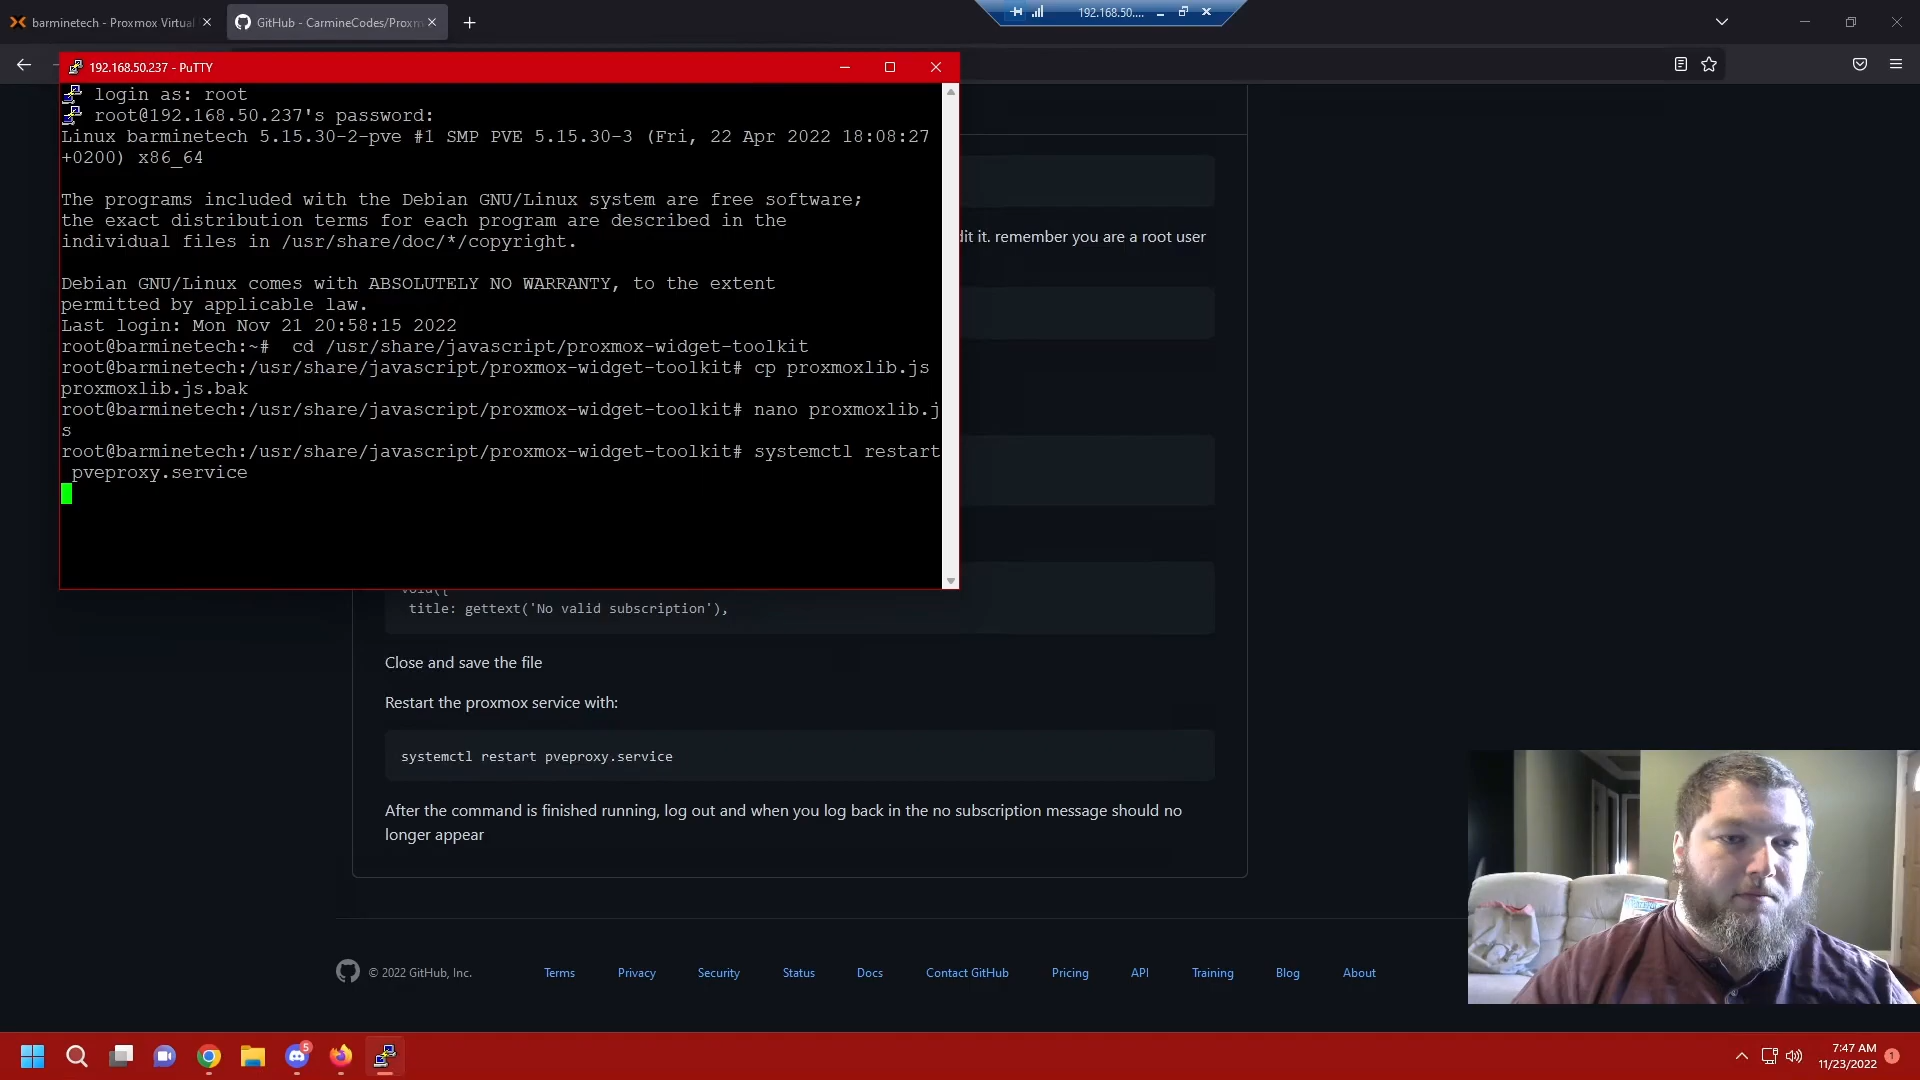 barminetech - Proxmox Virtual
GitHub - CarmineCodes/Proxm
192.168.50....
192.168.50.237 - PuTTY
login as: root
root@192.168.50.237's password:
Linux barminetech 5.15.30-2-pve #1 SMP PVE 5.15.30-3 (Fri, 22 Apr 2022 18:08:27
+0200) x86_64
The programs included with the Debian GNU/Linux system are free software;
the exact distribution terms for each program are described in the
individual files in /usr/share/doc/*/copyright.
Debian GNU/Linux comes with ABSOLUTELY NO WARRANTY, to the extent
permitted by applicable law.
Last login: Mon Nov 21 20:58:15 2022
root@barminetech:~#  cd /usr/share/javascript/proxmox-widget-toolkit
root@barminetech:/usr/share/javascript/proxmox-widget-toolkit# cp proxmoxlib.js
proxmoxlib.js.bak
root@barminetech:/usr/share/javascript/proxmox-widget-toolkit# nano proxmoxlib.j
s
root@barminetech:/usr/share/javascript/proxmox-widget-toolkit# systemctl restart
pveproxy.service
dit it. remember you are a root user
void({
title: gettext('No valid subscription'),
Close and save the file
Restart the proxmox service with:
systemctl restart pveproxy.service
After the command is finished running, log out and when you log back in the no subscription message should no
longer appear
© 2022 GitHub, Inc.
Terms
Privacy
Security
Status
Docs
Contact GitHub
Pricing
API
Training
Blog
About
5
7:47 AM
11/23/2022
1